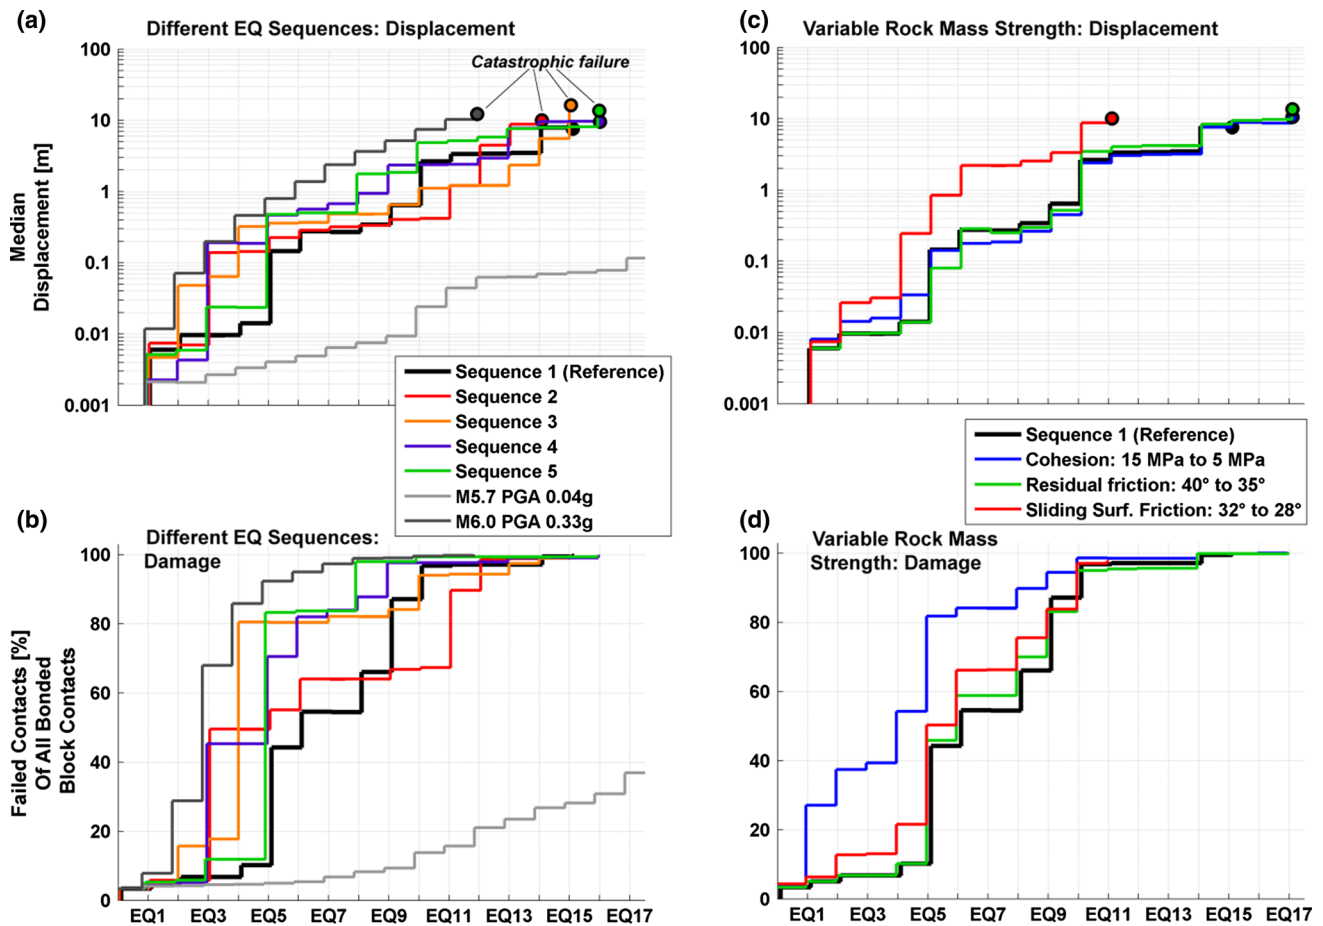 (a)
Different EQ Sequences: Displacement
Catastrophic failure
100
10
1
0.1
0.01
0.001
Median
Displacement [m]
Sequence 1 (Reference)
Sequence 2
Sequence 3
Sequence 4
Sequence 5
M5.7 PGA 0.04g
M6.0 PGA 0.33g
(b)
Different EQ Sequences:
Damage
100
80
60
40
20
0
Failed Contacts [%]
Of All Bonded
Block Contacts
EQ1 EQ3 EQ5 EQ7 EQ9 EQ11 EQ13 EQ15 EQ17
(c)
Variable Rock Mass Strength: Displacement
100
10
1
0.1
0.01
0.001
Sequence 1 (Reference)
Cohesion: 15 MPa to 5 MPa
Residual friction: 40° to 35°
Sliding Surf. Friction: 32° to 28°
(d)
Variable Rock Mass
Strength: Damage
100
80
60
40
20
0
EQ1 EQ3 EQ5 EQ7 EQ9 EQ11 EQ13 EQ15 EQ17